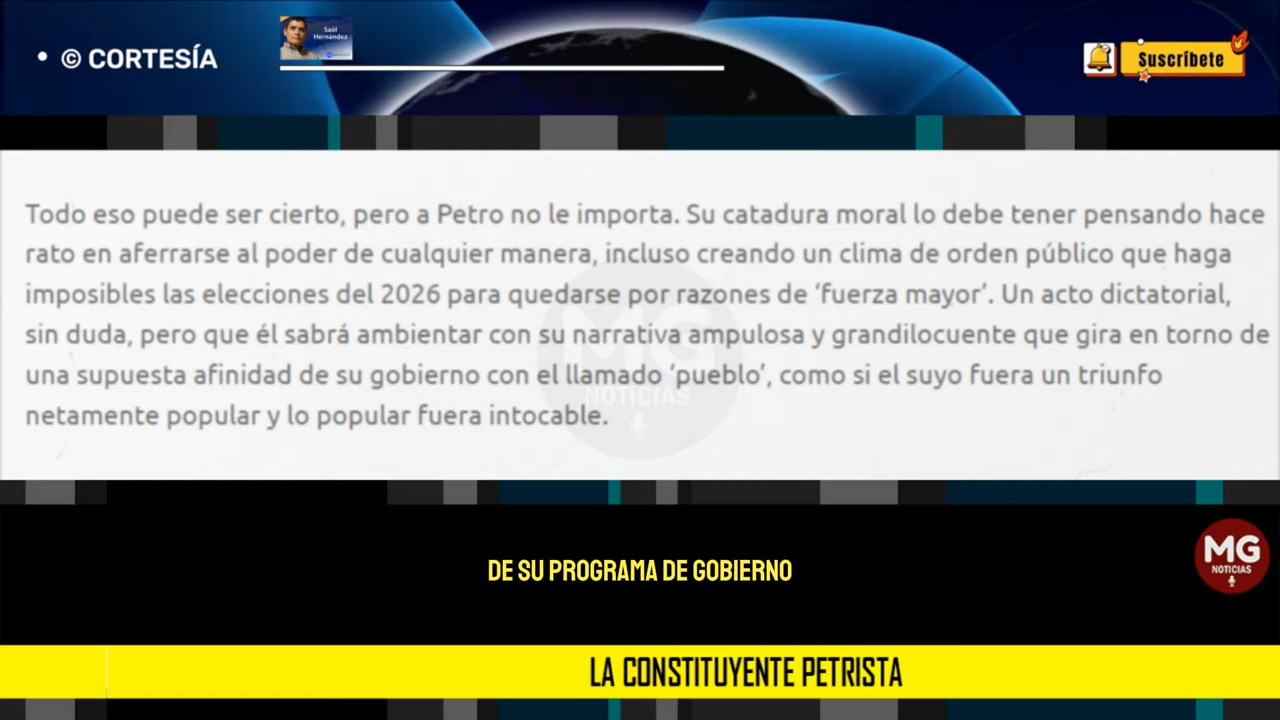 • © CORTESÍA
Saúl
Hernández
Suscríbete
Todo eso puede ser cierto, pero a Petro no le importa. Su catadura moral lo debe tener pensando hace
rato en aferrarse al poder de cualquier manera, incluso creando un clima de orden público que haga
imposibles las elecciones del 2026 para quedarse por razones de ‘fuerza mayor’. Un acto dictatorial,
sin duda, pero que él sabrá ambientar con su narrativa ampulosa y grandilocuente que gira en torno de
una supuesta afinidad de su gobierno con el llamado ‘pueblo’, como si el suyo fuera un triunfo
netamente popular y lo popular fuera intocable.
MG
NOTICIAS
DE SU PROGRAMA DE GOBIERNO
MG
NOTICIAS
LA CONSTITUYENTE PETRISTA